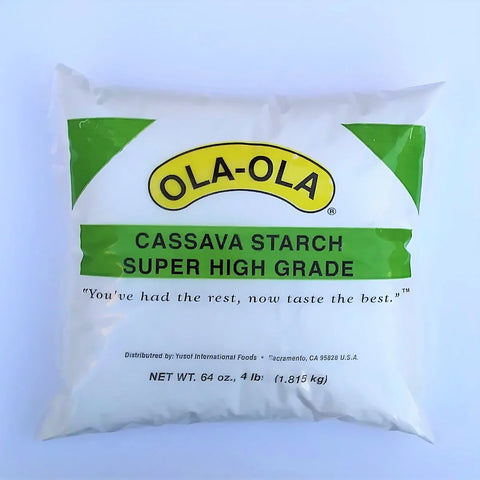 OLA-OLA®
CASSAVA STARCH
SUPER HIGH GRADE
"You've had the rest, now taste the best."™
Distributed by: Yusol International Foods • Sacramento, CA 95828 U.S.A.
NET WT. 64 oz., 4 lb. (1.815 kg)